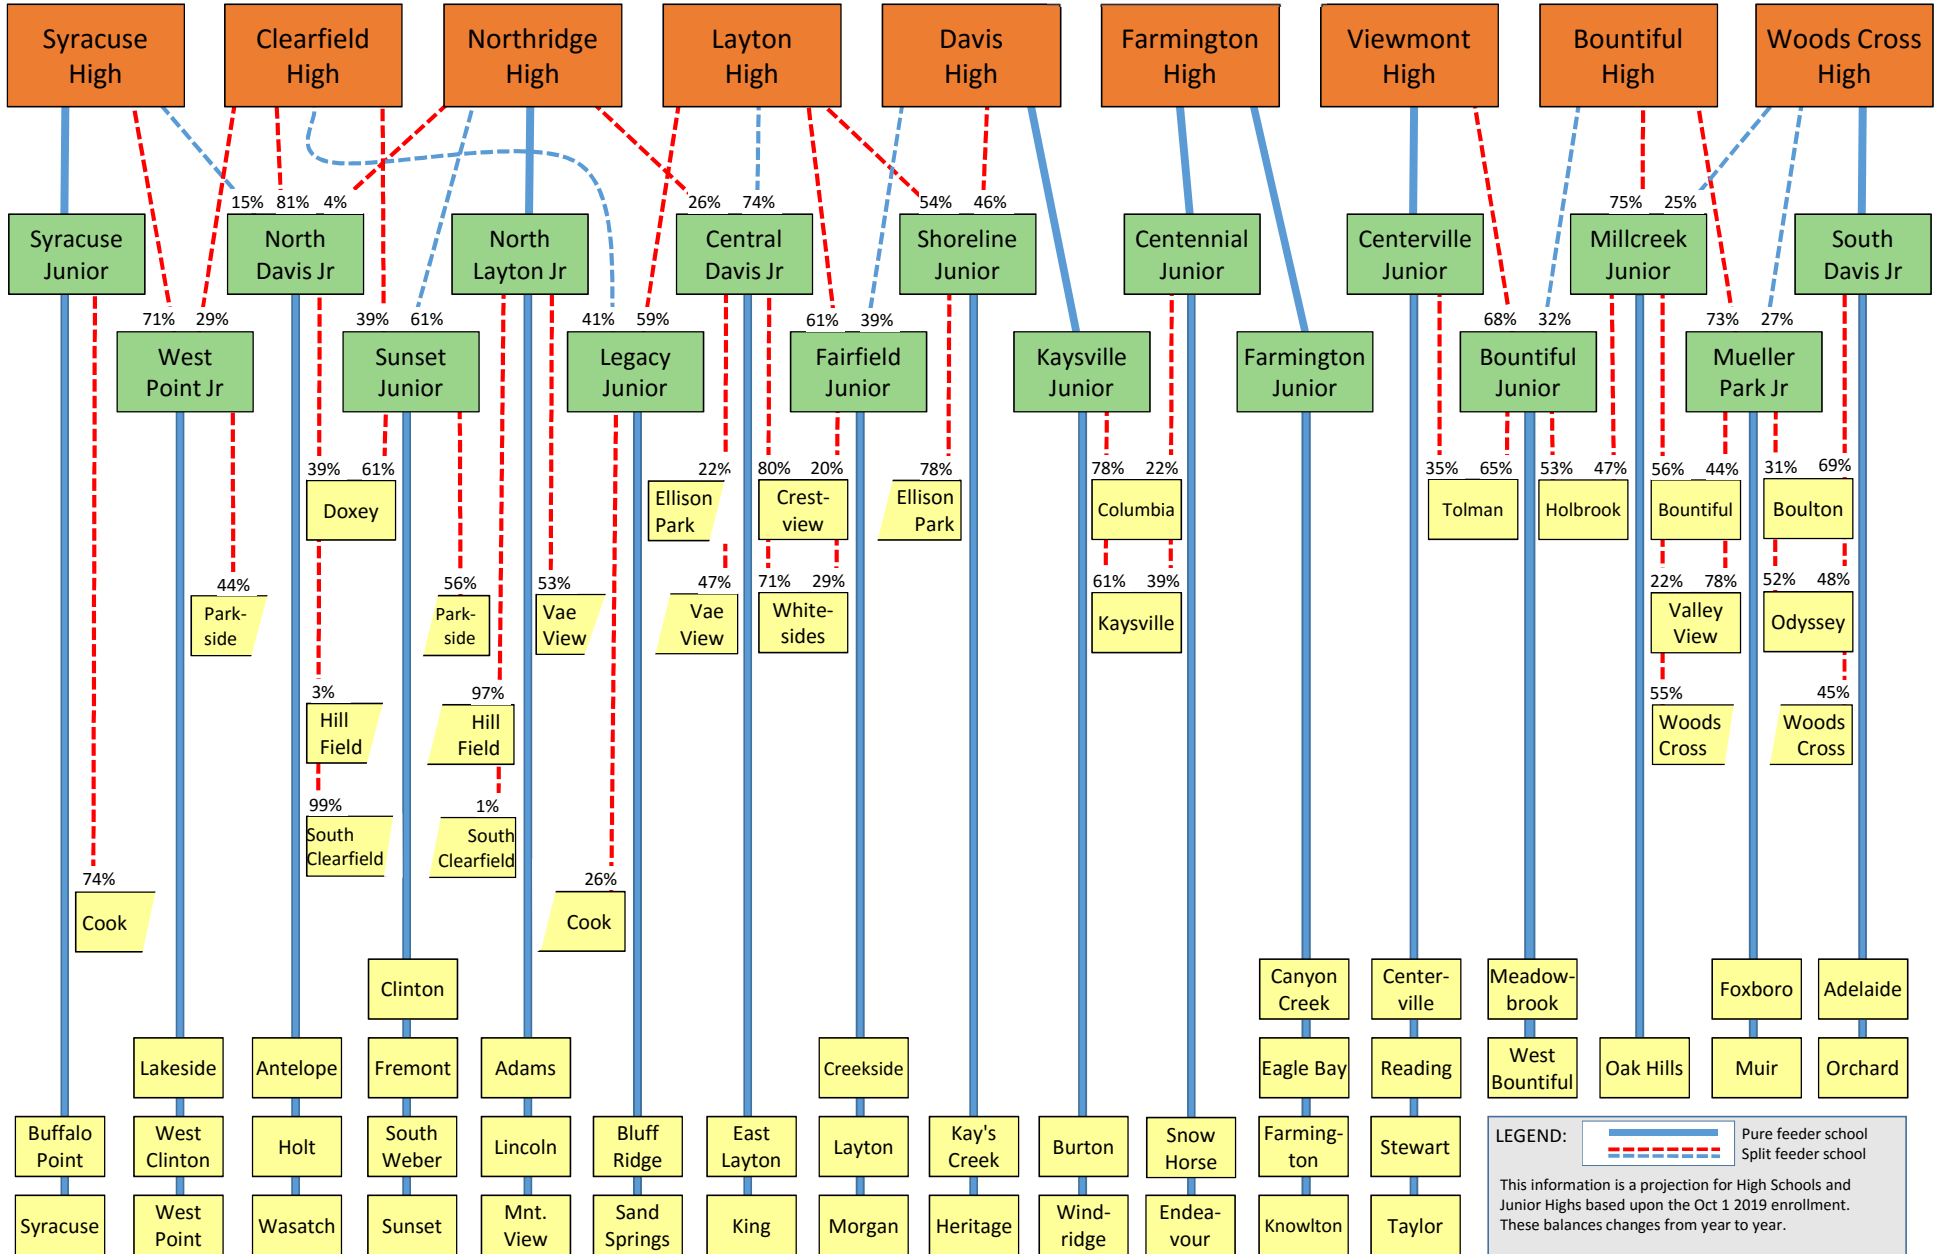 Syracuse
High
Clearfield
High
Northridge
High
Layton
High
Davis
High
Farmington
High
Viewmont
High
Bountiful
High
Woods Cross
High
15% 81% 4%
26% 74%
54% 46%
75% 25%
Syracuse
Junior
North
Davis Jr
North
Layton Jr
Central
Davis Jr
Shoreline
Junior
Centennial
Junior
Centerville
Junior
Millcreek
Junior
South
Davis Jr
71% 29%
39% 61%
41% 59%
61% 39%
68% 32%
73% 27%
West
Point Jr
Sunset
Junior
Legacy
Junior
Fairfield
Junior
Kaysville
Junior
Farmington
Junior
Bountiful
Junior
Mueller
Park Jr
39% 61%
Doxey
22%
Ellison
Park
80% 20%
Crest-
view
78%
Ellison
Park
78% 22%
Columbia
35% 65%
Tolman
53% 47%
Holbrook
56% 44%
Bountiful
31% 69%
Boulton
44%
Park-
side
56%
Park-
side
53%
Vae
View
47%
Vae
View
71% 29%
White-
sides
61% 39%
Kaysville
22% 78%
Valley
View
52% 48%
Odyssey
3%
Hill
Field
97%
Hill
Field
55%
Woods
Cross
45%
Woods
Cross
99%
South
Clearfield
1%
South
Clearfield
74%
Cook
26%
Cook
Clinton
Canyon
Creek
Center-
ville
Meadow-
brook
Foxboro
Adelaide
Lakeside
Antelope
Fremont
Adams
Creekside
Eagle Bay
Reading
West
Bountiful
Oak Hills
Muir
Orchard
Buffalo
Point
West
Clinton
Holt
South
Weber
Lincoln
Bluff
Ridge
East
Layton
Layton
Kay's
Creek
Burton
Snow
Horse
Farming-
ton
Stewart
Syracuse
West
Point
Wasatch
Sunset
Mnt.
View
Sand
Springs
King
Morgan
Heritage
Wind-
ridge
Endea-
vour
Knowlton
Taylor
LEGEND:
Pure feeder school
Split feeder school
This information is a projection for High Schools and
Junior Highs based upon the Oct 1 2019 enrollment.
These balances changes from year to year.